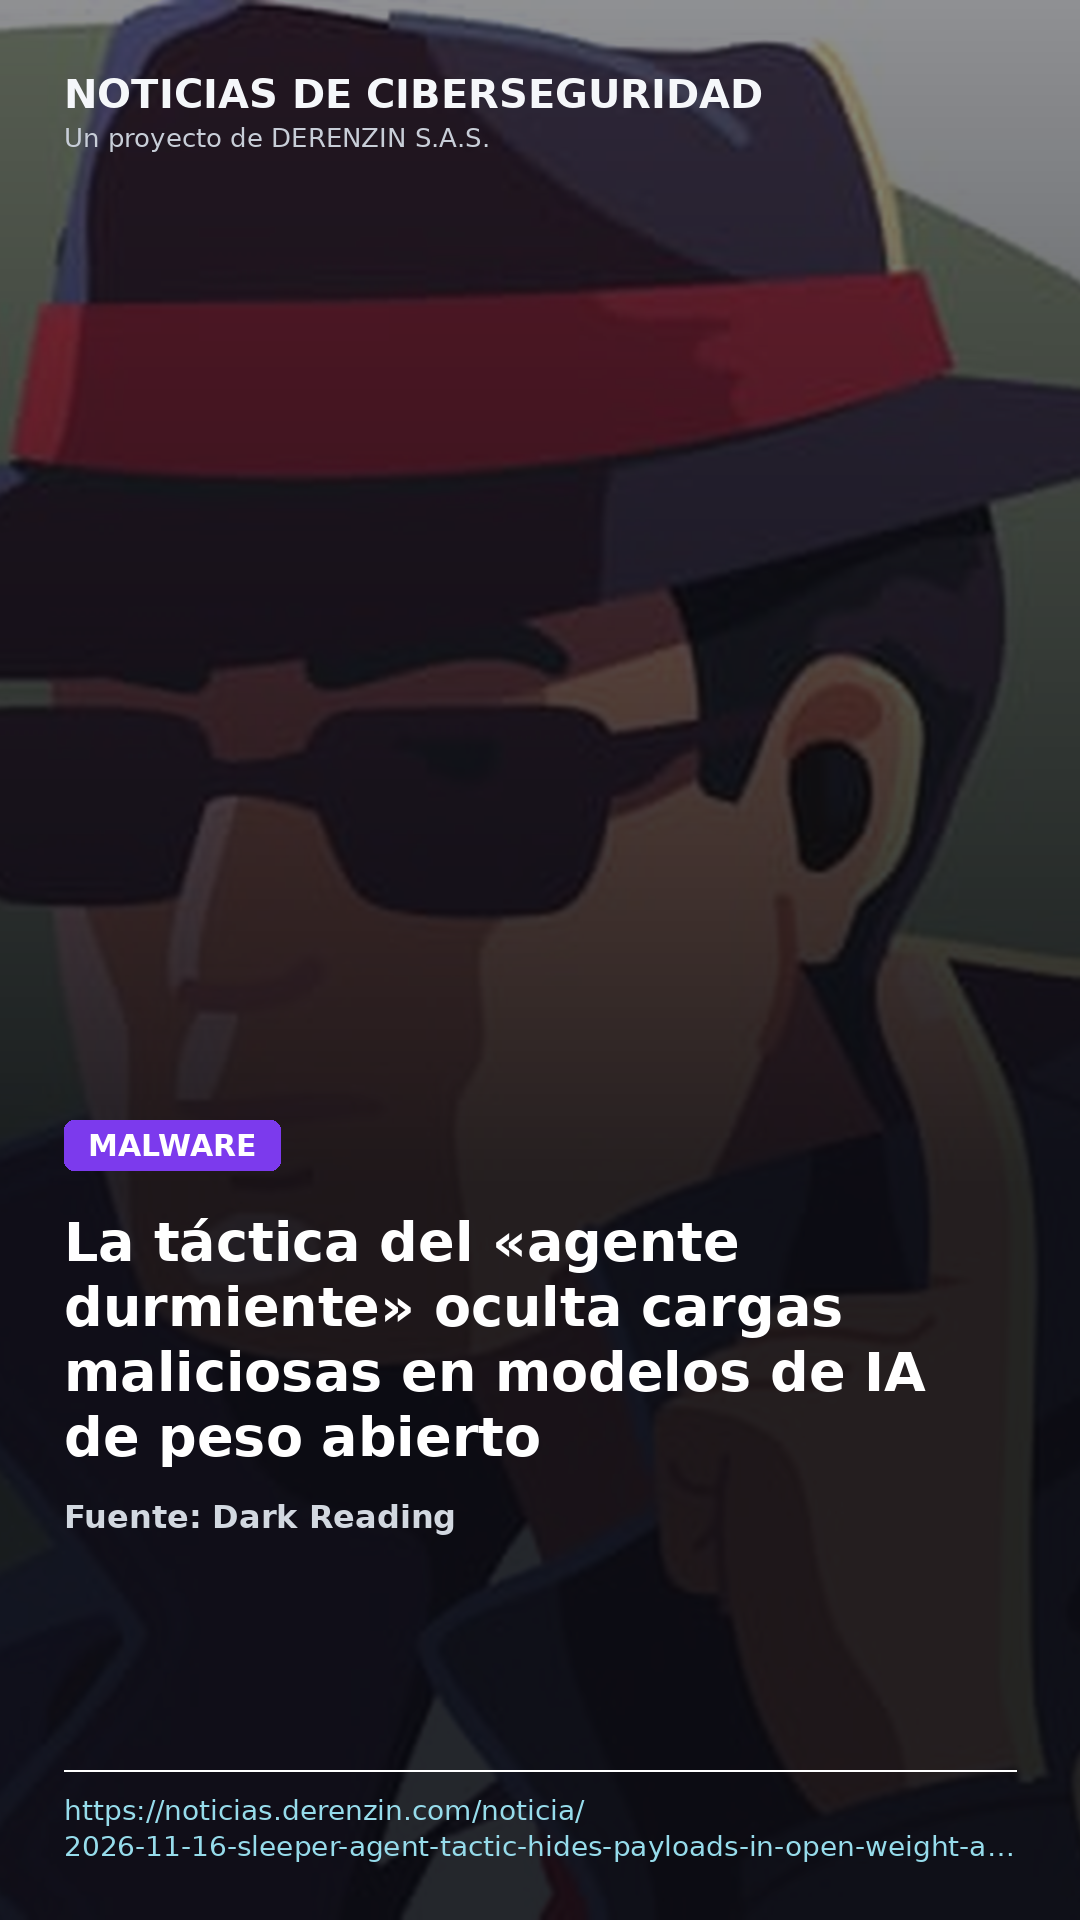 NOTICIAS DE CIBERSEGURIDAD
Un proyecto de DERENZIN S.A.S.
MALWARE
La táctica del «agente
durmiente» oculta cargas
maliciosas en modelos de IA
de peso abierto
Fuente: Dark Reading
https://noticias.derenzin.com/noticia/
2026-11-16-sleeper-agent-tactic-hides-payloads-in-open-weight-a...